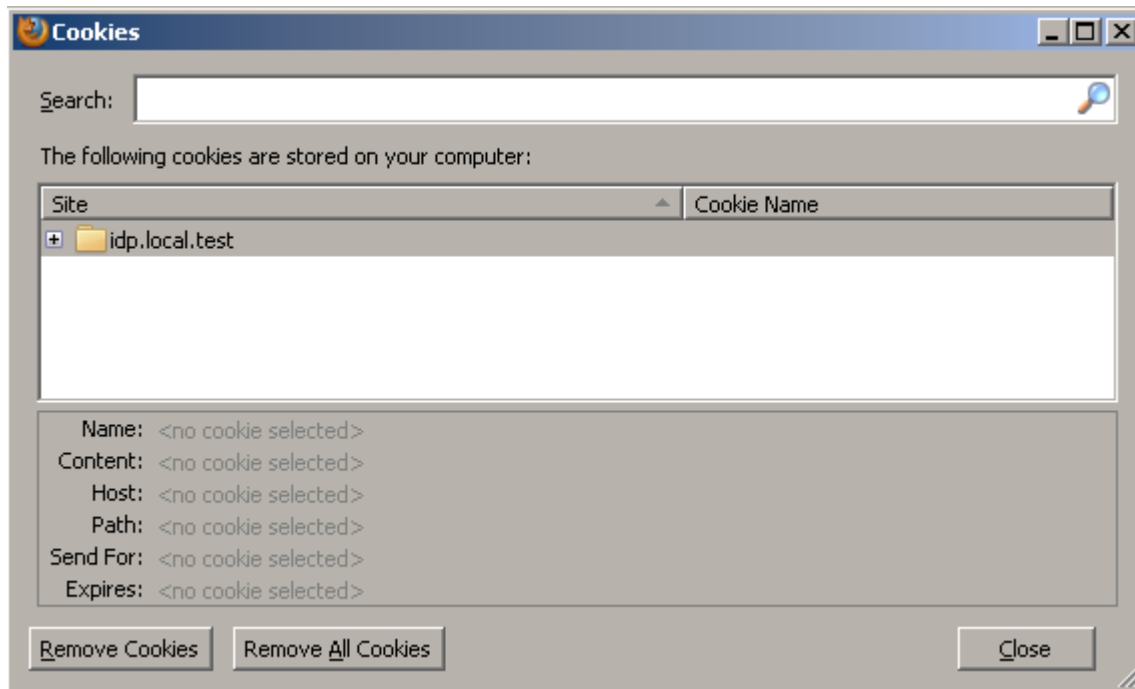 Cookies
Search:
The following cookies are stored on your computer:
Site Cookie Name
idp.local.test
Name: <no cookie selected>
Content: <no cookie selected>
Host: <no cookie selected>
Path: <no cookie selected>
Send For: <no cookie selected>
Expires: <no cookie selected>
Remove Cookies Remove All Cookies Close